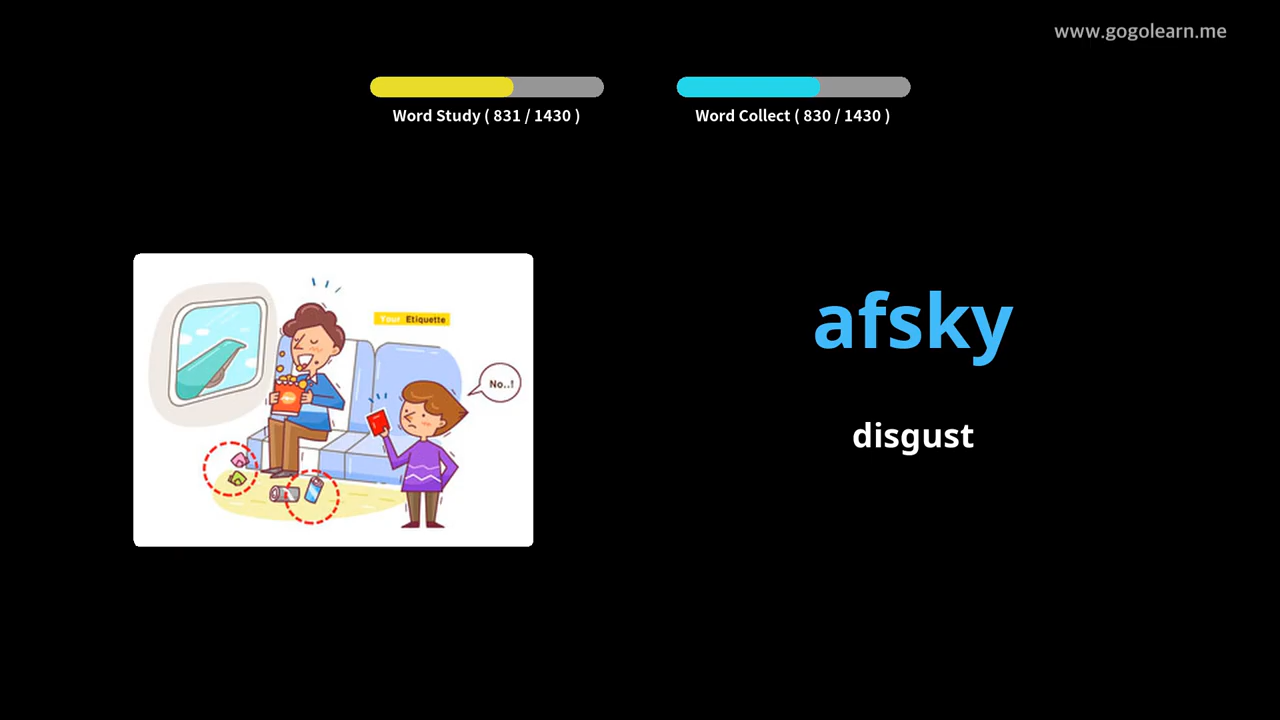 www.gogolearn.me
Word Study ( 831 / 1430 )
Word Collect ( 830 / 1430 )
Your Etiquette
No..!
afsky
disgust